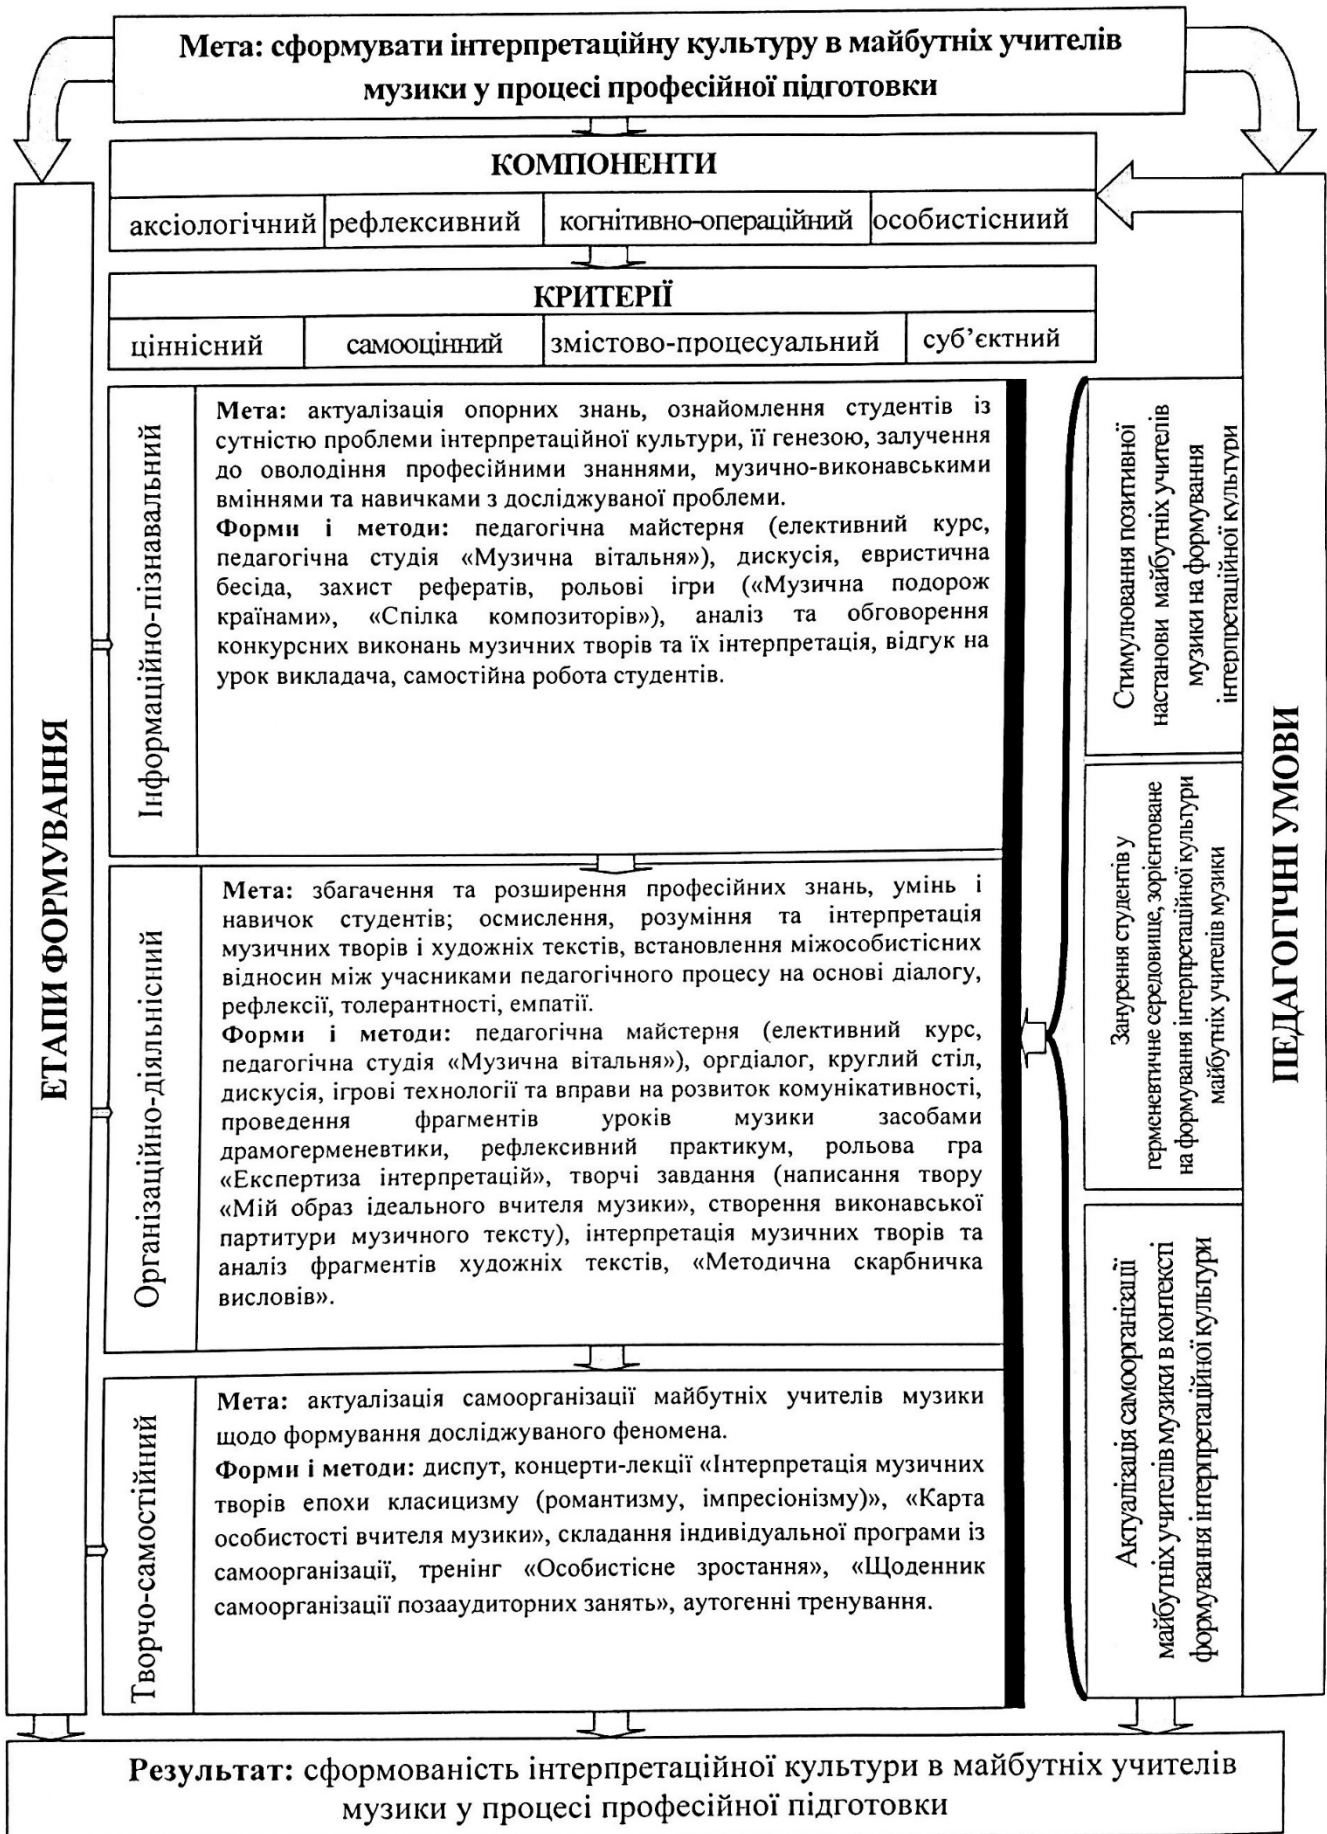 Мета: сформувати інтерпретаційну культуру в майбутніх учителів
музики у процесі професійної підготовки
КОМПОНЕНТИ
аксіологічний рефлексивний когнітивно-операційний особистісниий
КРИТЕРІЇ
ціннісний самооцінний змістово-процесуальний суб’єктний
ЕТАПИ ФОРМУВАННЯ
Інформаційно-пізнавальний
Мета: актуалізація опорних знань, ознайомлення студентів із
сутністю проблеми інтерпретаційної культури, її генезою, залучення
до оволодіння професійними знаннями, музично-виконавськими
вміннями та навичками з досліджуваної проблеми.
Форми і методи: педагогічна майстерня (елективний курс,
педагогічна студія «Музична вітальня»), дискусія, евристична
бесіда, захист рефератів, рольові ігри («Музична подорож
країнами», «Спілка композиторів»), аналіз та обговорення
конкурсних виконань музичних творів та їх інтерпретація, відгук на
урок викладача, самостійна робота студентів.
Організаційно-діяльнісний
Мета: збагачення та розширення професійних знань, умінь і
навичок студентів; осмислення, розуміння та інтерпретація
музичних творів і художніх текстів, встановлення міжособистісних
відносин між учасниками педагогічного процесу на основі діалогу,
рефлексії, толерантності, емпатії.
Форми і методи: педагогічна майстерня (елективний курс,
педагогічна студія «Музична вітальня»), оргдіалог, круглий стіл,
дискусія, ігрові технології та вправи на розвиток комунікативності,
проведення фрагментів уроків музики засобами
драмогерменевтики, рефлексивний практикум, рольова гра
«Експертиза інтерпретацій», творчі завдання (написання твору
«Мій образ ідеального вчителя музики», створення виконавської
партитури музичного тексту), інтерпретація музичних творів та
аналіз фрагментів художніх текстів, «Методична скарбничка
висловів».
Творчо-самостійний
Мета: актуалізація самоорганізації майбутніх учителів музики
щодо формування досліджуваного феномена.
Форми і методи: диспут, концерти-лекції «Інтерпретація музичних
творів епохи класицизму (романтизму, імпресіонізму)», «Карта
особистості вчителя музики», складання індивідуальної програми із
самоорганізації, тренінг «Особистісне зростання», «Щоденник
самоорганізації позааудиторних занять», аутогенні тренування.
Стимулювання позитивної
настанови майбутніх учителів
музики на формування
інтерпретаційної культури
Занурення студентів у
герменевтичне середовище, зорієнтоване
на формування інтерпретаційної культури
майбутніх учителів музики
Актуалізація самоорганізації
майбутніх учителів музики в контексті
формування інтерпретаційної культури
ПЕДАГОГІЧНІ УМОВИ
Результат: сформованість інтерпретаційної культури в майбутніх учителів
музики у процесі професійної підготовки